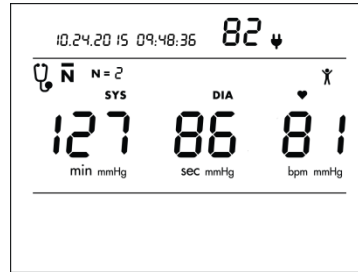 10.24.2015 09:48:36 82
N̅ N = 2
SYS DIA
127 86 81
min mmHg sec mmHg bpm mmHg